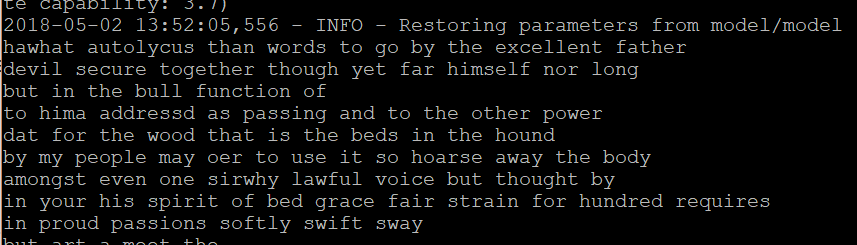 te capability: 3.7)
2018-05-02 13:52:05,556 - INFO - Restoring parameters from model/model
hawhat autolycus than words to go by the excellent father
devil secure together though yet far himself nor long
but in the bull function of
to hima addressd as passing and to the other power
dat for the wood that is the beds in the hound
by my people may oer to use it so hoarse away the body
amongst even one sirwhy lawful voice but thought by
in your his spirit of bed grace fair strain for hundred requires
in proud passions softly swift sway
but art a meet the